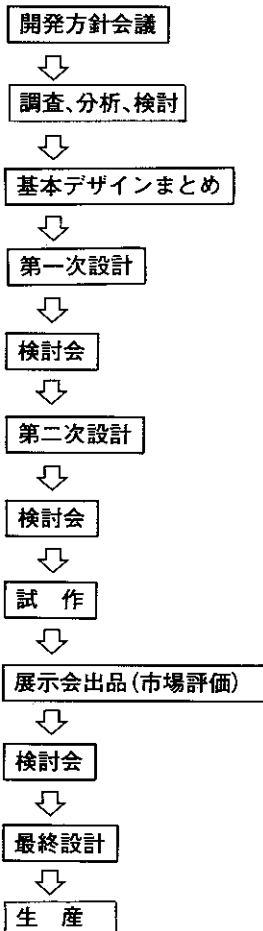 開発方針会議
調査、分析、検討
基本デザインまとめ
第一次設計
検討会
第二次設計
検討会
試　作
展示会出品(市場評価)
検討会
最終設計
生　産